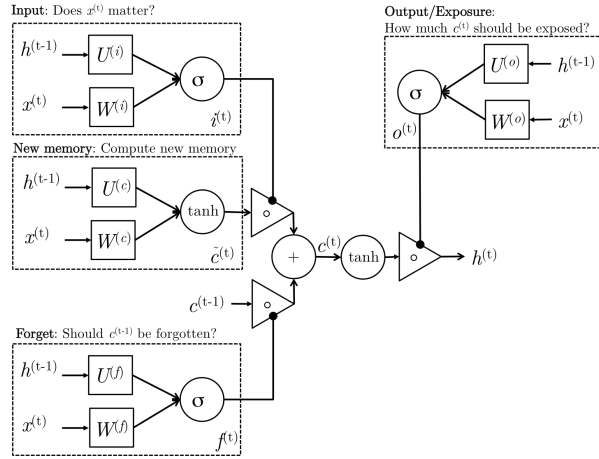 Input: Does x(t) matter?
h(t-1)
U(i)
σ
x(t)
W(i)
i(t)
New memory: Compute new memory
h(t-1)
U(c)
tanh
x(t)
W(c)
c̃(t)
c(t-1)
+
c(t)
tanh
h(t)
Forget: Should c(t-1) be forgotten?
h(t-1)
U(f)
σ
x(t)
W(f)
f(t)
Output/Exposure:
How much c(t) should be exposed?
U(o)
h(t-1)
σ
W(o)
x(t)
o(t)